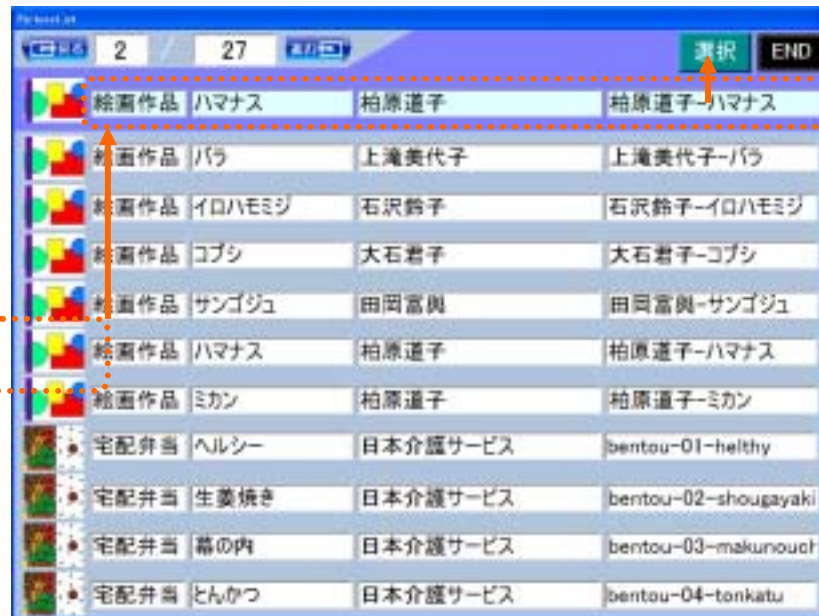 2 / 27 選択 END
絵画作品 ハマナス 柏原道子 柏原道子-ハマナス
絵画作品 バラ 上滝美代子 上滝美代子-バラ
絵画作品 イロハモミジ 石沢鈴子 石沢鈴子-イロハモミジ
絵画作品 コブシ 大石君子 大石君子-コブシ
絵画作品 サンゴジュ 田岡富與 田岡富與-サンゴジュ
絵画作品 ハマナス 柏原道子 柏原道子-ハマナス
絵画作品 ミカン 柏原道子 柏原道子-ミカン
宅配弁当 ヘルシー 日本介護サービス bentou-01-helthy
宅配弁当 生姜焼き 日本介護サービス bentou-02-shougayaki
宅配弁当 幕の内 日本介護サービス bentou-03-makunouch
宅配弁当 とんかつ 日本介護サービス bentou-04-tonkatu